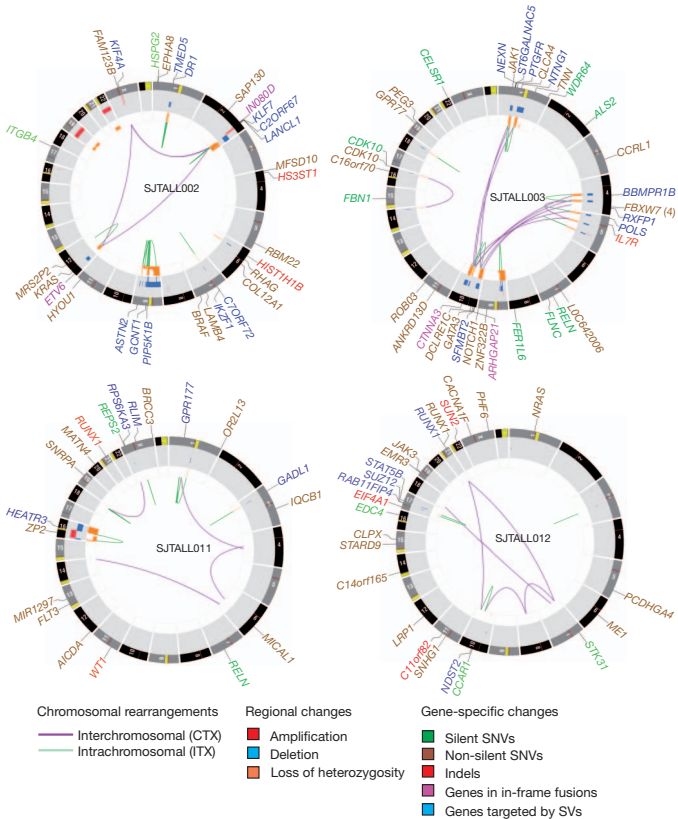 FAM123B
KIF4A
HSPG2
EPHA8
TMED5
DR1
SAP130
IN080D
KLF7
C2ORF67
LANCL1
MFSD10
HS3ST1
RBM22
HIST1H1B
RHAG
COL12A1
C7ORF72
IKZF1
LAMB4
BRAF
PIP5K1B
GCNT1
ASTN2
HYOU1
ETV6
KRAS
MRS2P2
ITGB4
SJTALL002
NEXN
JAK1
ST6GALNAC5
PTGFR
CLCA4
NTNG1
TNN
WDR64
ALS2
CCRL1
BBMPR1B
FBXW7 (4)
RXFP1
POLS
IL7R
LOC642006
RELN
FLNC
FER1L6
ARHGAP21
ZNF322B
NOTCH1
SFMBT2
GATA3
DCLRE1C
CTNNA3
ANKRD13D
ROBO3
FBN1
C16orf70
CDK10
CDK10
GPR77
PEG3
CELSR1
SJTALL003
BRCC3
RLIM
RPS6KA3
REPS2
RUNX1
MATN4
SNRPA
HEATR3
ZP2
MIR1297
FLT3
AICDA
WT1
RELN
MICAL1
IQCB1
GADL1
OR2L13
GPR177
SJTALL011
NRAS
PHF6
CACNA1F
SUN2
RUNX1
RUNX1
JAK3
EMR3
STAT5B
SUZ12
RAB11FIP4
EIF4A1
EDC4
CLPX
STARD9
C14orf165
LRP1
C11orf82
SNHG1
NDST2
CCAR1
STK31
ME1
PCDHGA4
SJTALL012
Chromosomal rearrangements
Interchromosomal (CTX)
Intrachromosomal (ITX)
Regional changes
Amplification
Deletion
Loss of heterozygosity
Gene-specific changes
Silent SNVs
Non-silent SNVs
Indels
Genes in in-frame fusions
Genes targeted by SVs